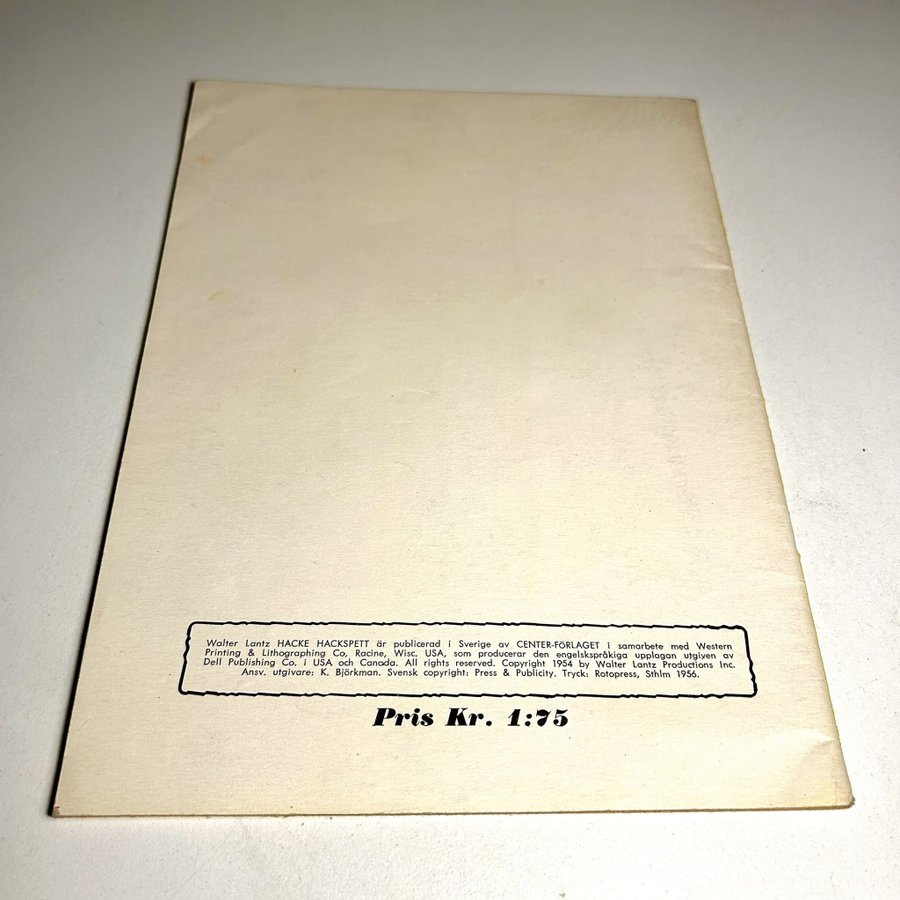 Walter Lantz HACKE HACKSPETT är publicerad i Sverige av CENTER-FÖRLAGET i samarbete med Western
Printing & Lithographing Co, Racine, Wisc. USA, som producerar den engelskspråkiga upplagan utgiven av
Dell Publishing Co. i USA och Canada. All rights reserved. Copyright 1954 by Walter Lantz Productions Inc.
Ansv. utgivare: K. Björkman. Svensk copyright: Press & Publicity. Tryck: Rotopress, Sthlm 1956.
Pris Kr. 1:75